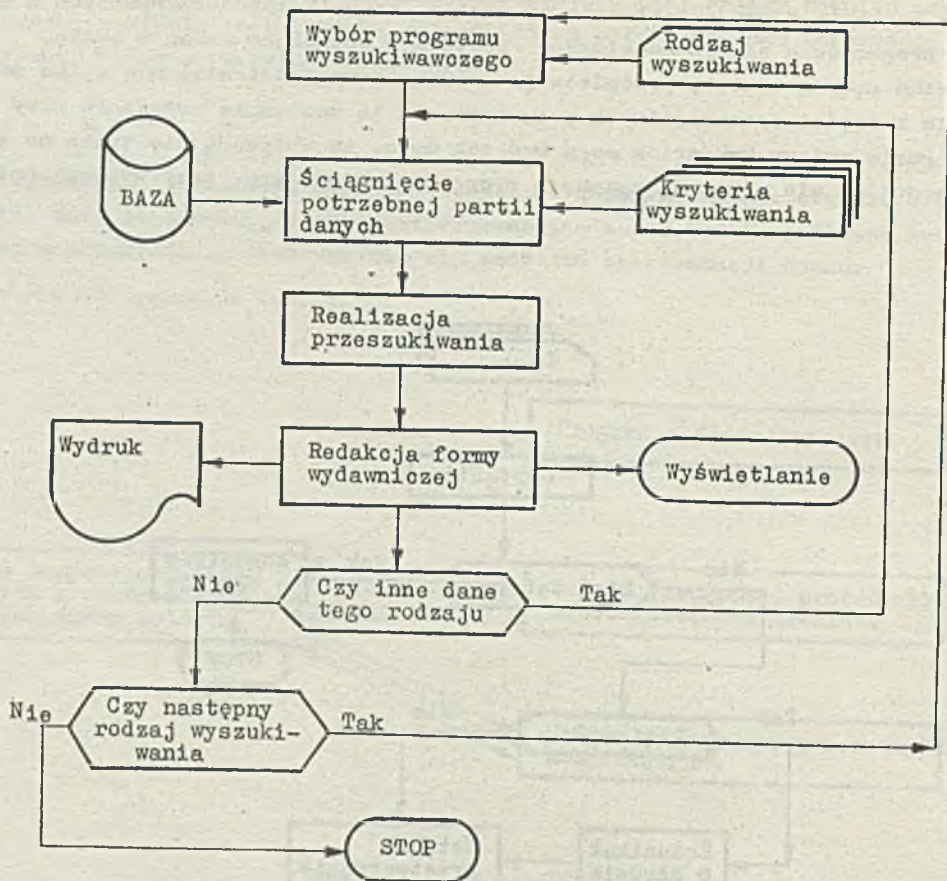 Wybór programu
wyszukiwawczego
Rodzaj
wyszukiwania
BAZA
Ściągnięcie
potrzebnej partii
danych
Kryteria
wyszukiwania
Realizacja
przeszukiwania
Wydruk
Redakcja formy
wydawniczej
Wyświetlanie
Nie
Czy inne dane
tego rodzaju
Tak
Nie
Czy następny
rodzaj wyszuki-
wania
Tak
STOP